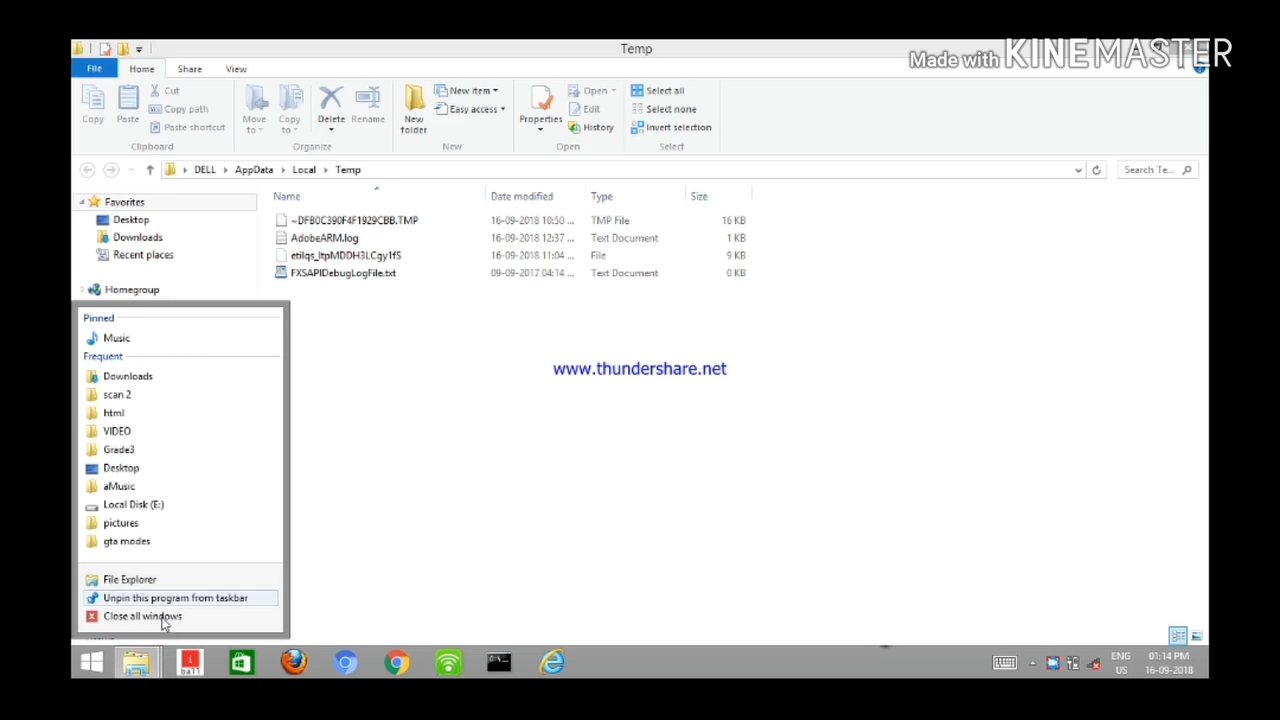 Temp
Made with KINEMASTER
File Home Share View
Copy
Paste
Cut
Copy path
Paste shortcut
Clipboard
Move to
Copy to
Delete
Rename
Organize
New folder
New item
Easy access
New
Properties
Open
Edit
History
Open
Select all
Select none
Invert selection
Select
DELL AppData Local Temp
Search Te...
Name Date modified Type Size
~DFB0C390F4F1929CBB.TMP 16-09-2018 10:50 ... TMP File 16 KB
AdobeARM.log 16-09-2018 12:37 ... Text Document 1 KB
16-09-2018 11:04 ... File 9 KB
FXSAPIDebugLogFile.txt 09-09-2017 04:14 ... Text Document 0 KB
Favorites
Desktop
Downloads
Recent places
Homegroup
Pinned
Music
Frequent
Downloads
scan 2
html
VIDEO
Grade3
Desktop
aMusic
Local Disk (E:)
pictures
gta modes
File Explorer
Unpin this program from taskbar
Close all windows
www.thundershare.net
i
ball
ENG
US
01:14 PM
16-09-2018